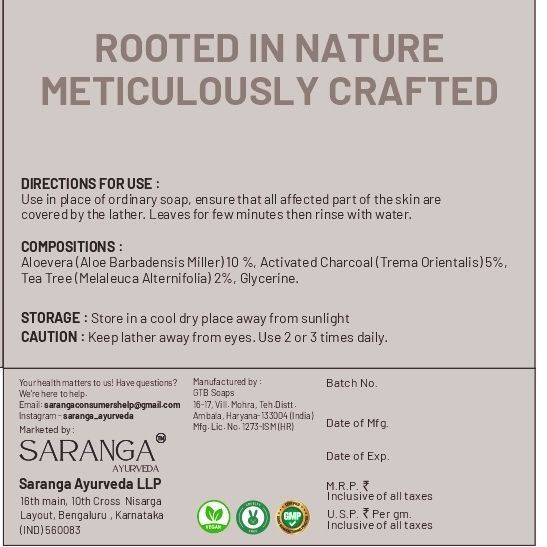 ROOTED IN NATURE
METICULOUSLY CRAFTED
DIRECTIONS FOR USE :
Use in place of ordinary soap, ensure that all affected part of the skin are
covered by the lather. Leaves for few minutes then rinse with water.
COMPOSITIONS :
Aloevera (Aloe Barbadensis Miller) 10 %, Activated Charcoal (Trema Orientalis) 5%,
Tea Tree (Melaleuca Alternifolia) 2%, Glycerine.
STORAGE : Store in a cool dry place away from sunlight
CAUTION : Keep lather away from eyes. Use 2 or 3 times daily.
Your health matters to us! Have questions?
We're here to help.
Email: sarangaconsumershelp@gmail.com
Instagram - saranga_ayurveda
Marketed by :
SARANGA
AYURVEDA
Saranga Ayurveda LLP
16th main, 10th Cross Nisarga
Layout, Bengaluru , Karnataka
(IND) 560083
Manufactured by :
GTB Soaps
16-17, Vill. Mohra, Teh.Distt.
Ambala, Haryana-133004 (India)
Mfg. Lic. No. 1273-ISM (HR)
VEGAN
GMP
Batch No.
Date of Mfg.
Date of Exp.
M.R.P. ₹
Inclusive of all taxes
U.S.P. ₹ Per gm.
Inclusive of all taxes